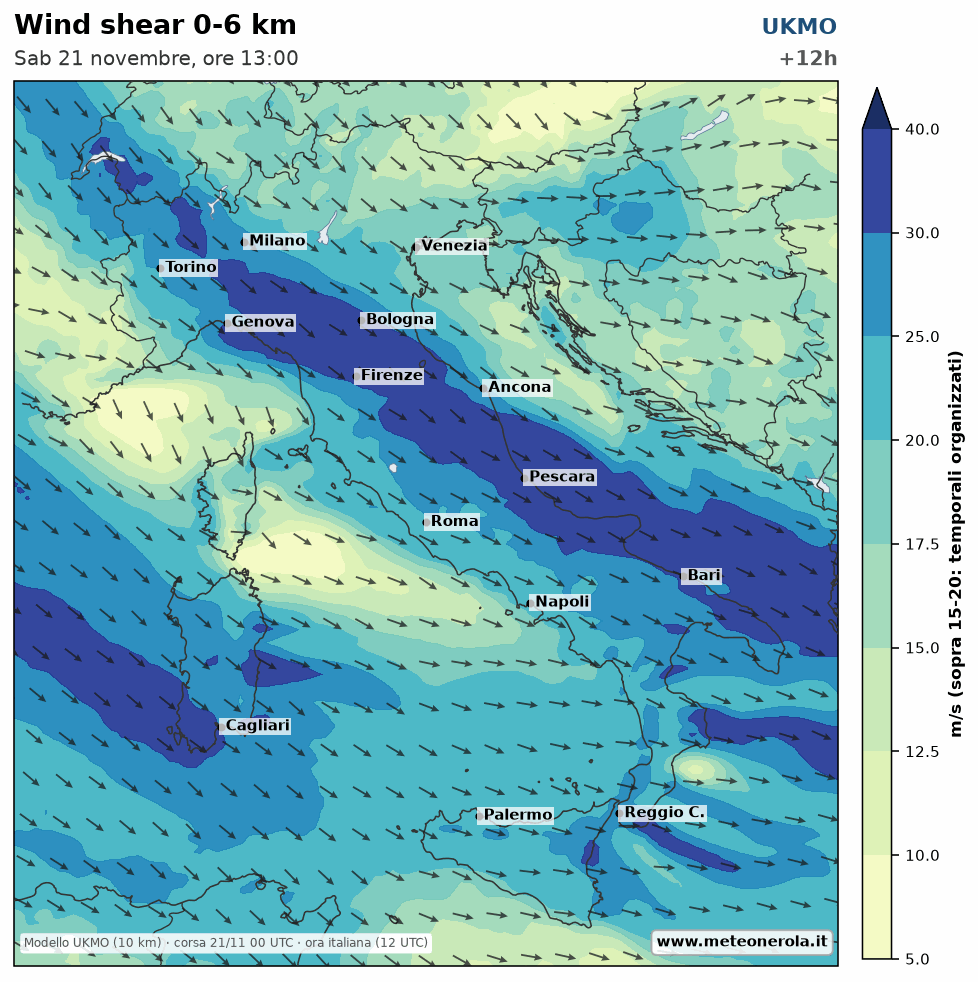 Wind shear 0-6 km
UKMO
Sab 21 novembre, ore 13:00
+12h
Milano
Venezia
Torino
Genova
Bologna
Firenze
Ancona
Pescara
Roma
Bari
Napoli
Cagliari
Palermo
Reggio C.
Modello UKMO (10 km) · corsa 21/11 00 UTC · ora italiana (12 UTC)
www.meteonerola.it
40.0
30.0
25.0
20.0
17.5
15.0
12.5
10.0
5.0
m/s (sopra 15-20: temporali organizzati)